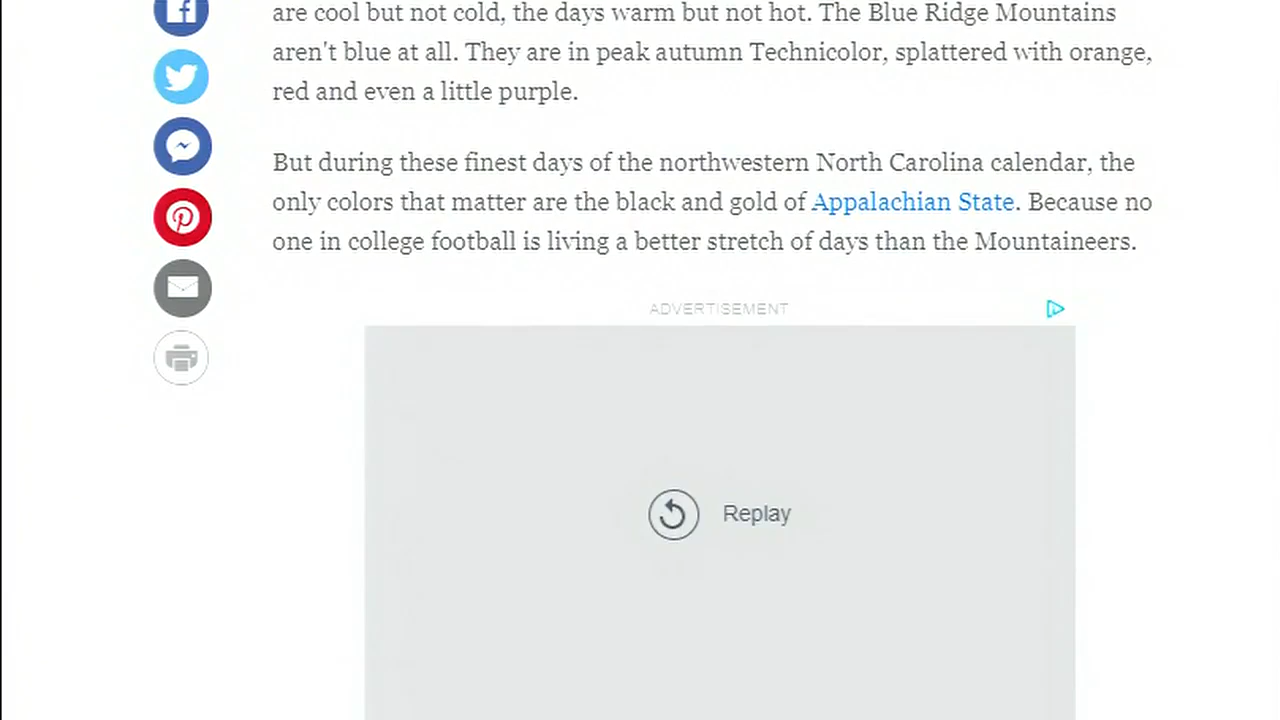 are cool but not cold, the days warm but not hot. The Blue Ridge Mountains
aren't blue at all. They are in peak autumn Technicolor, splattered with orange,
red and even a little purple.
But during these finest days of the northwestern North Carolina calendar, the
only colors that matter are the black and gold of Appalachian State. Because no
one in college football is living a better stretch of days than the Mountaineers.
ADVERTISEMENT
Replay